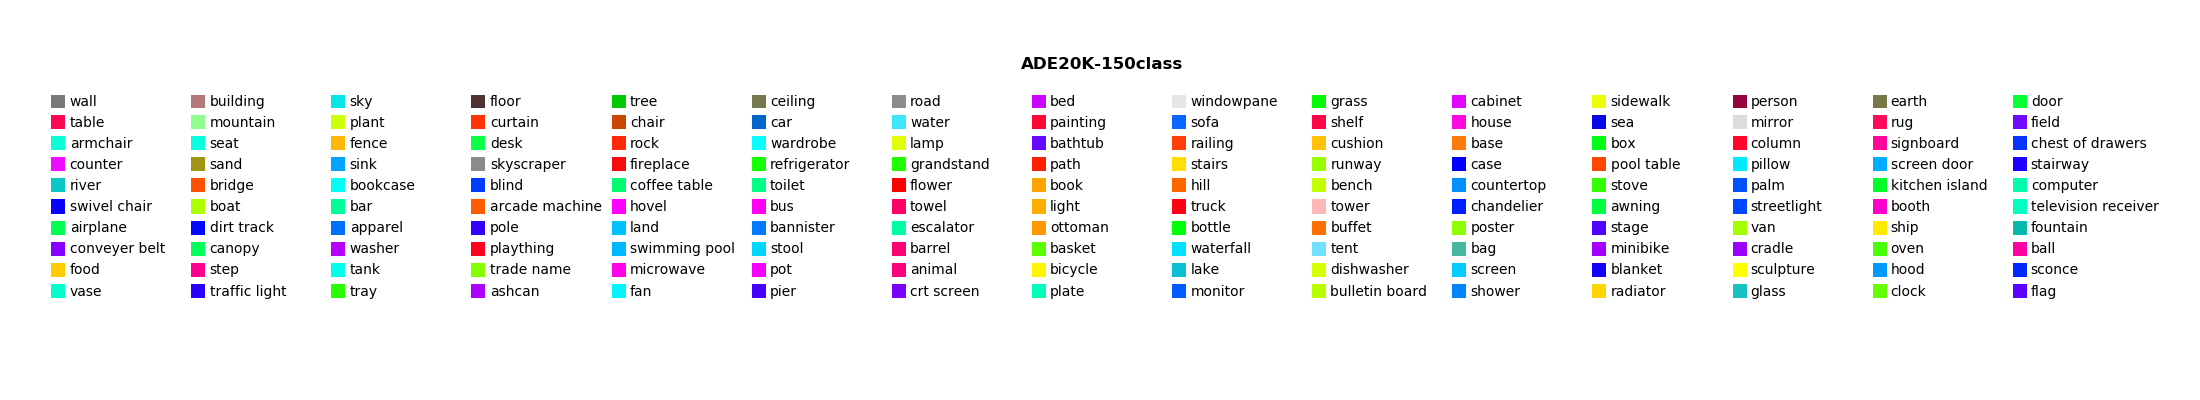 ADE20K-150class
wall building sky floor tree ceiling road bed windowpane grass cabinet sidewalk person earth door
table mountain plant curtain chair car water painting sofa shelf house sea mirror rug field
armchair seat fence desk rock wardrobe lamp bathtub railing cushion base box column signboard chest of drawers
counter sand sink skyscraper fireplace refrigerator grandstand path stairs runway case pool table pillow screen door stairway
river bridge bookcase blind coffee table toilet flower book hill bench countertop stove palm kitchen island computer
swivel chair boat bar arcade machine hovel bus towel light truck tower chandelier awning streetlight booth television receiver
airplane dirt track apparel pole land bannister escalator ottoman bottle buffet poster stage van ship fountain
conveyer belt canopy washer plaything swimming pool stool barrel basket waterfall tent bag minibike cradle oven ball
food step tank trade name microwave pot animal bicycle lake dishwasher screen blanket sculpture hood sconce
vase traffic light tray ashcan fan pier crt screen plate monitor bulletin board shower radiator glass clock flag